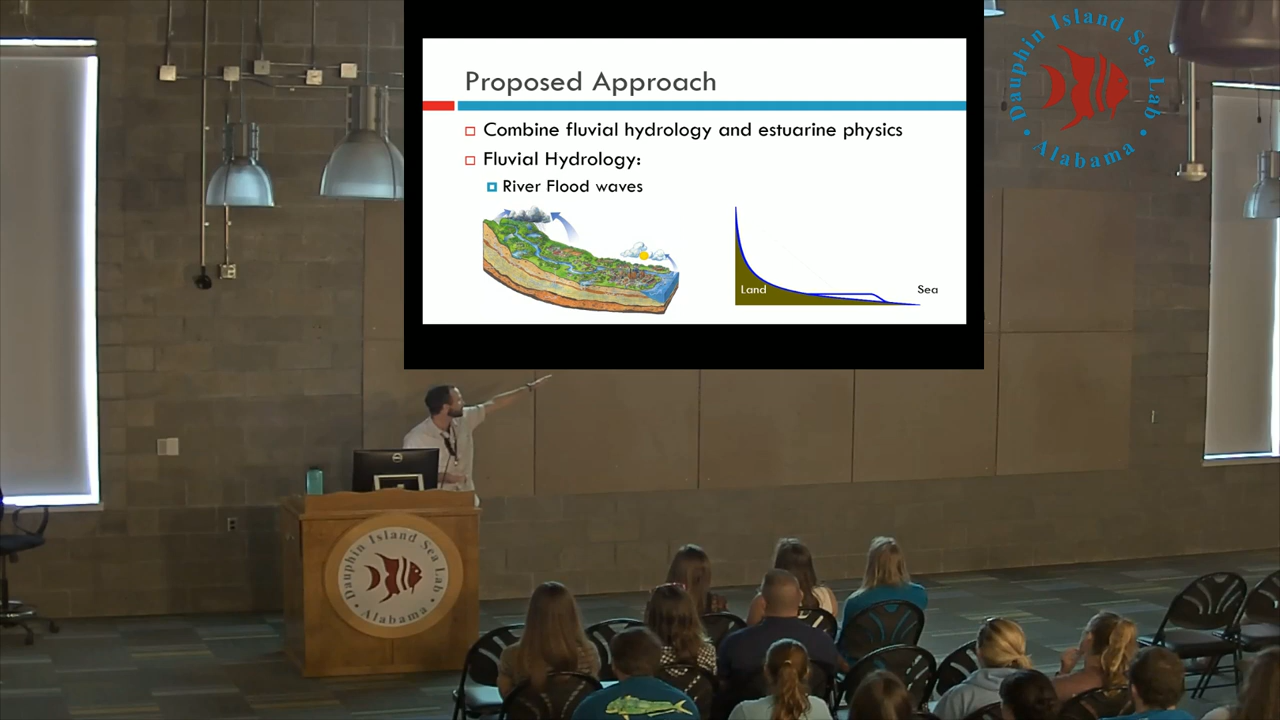 Proposed Approach
Combine fluvial hydrology and estuarine physics
Fluvial Hydrology:
River Flood waves
Land
Sea
Dauphin Island Sea Lab
Alabama
DELL
Dauphin Island Sea Lab
Alabama